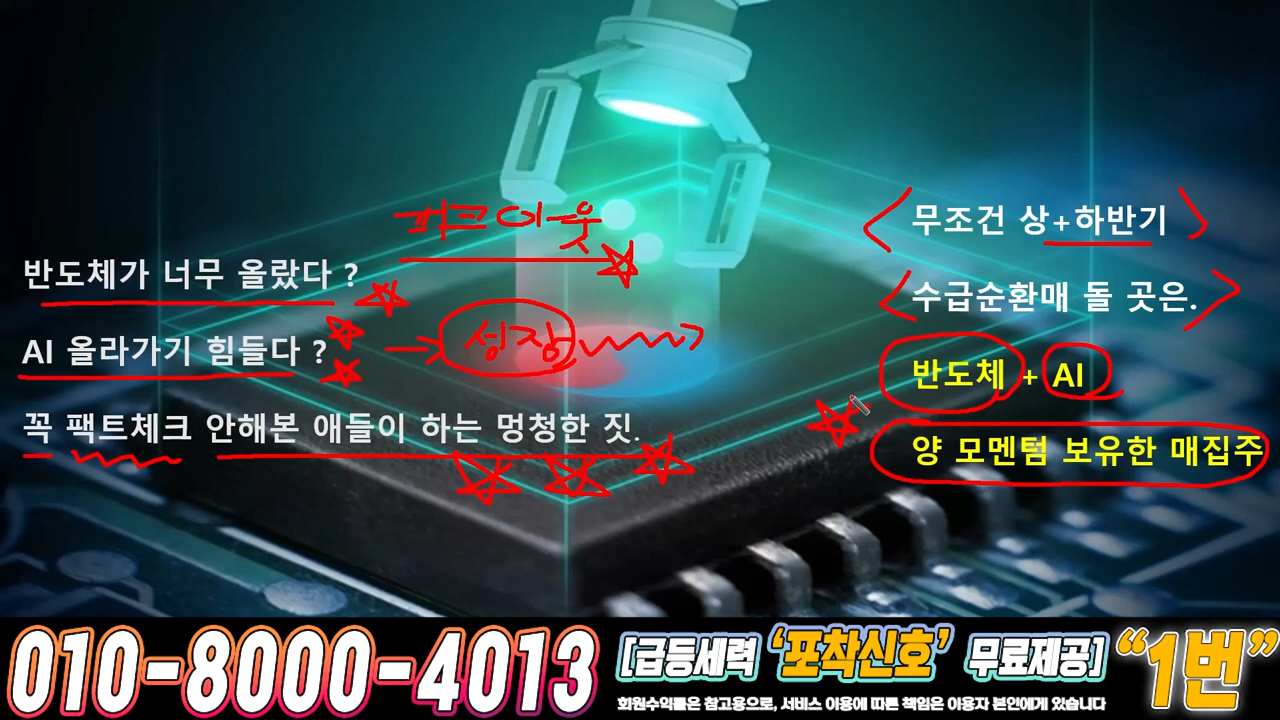 피크아웃
반도체가 너무 올랐다 ?
AI 올라가기 힘들다 ?
성장
꼭 팩트체크 안해본 애들이 하는 멍청한 짓.
무조건 상+하반기
수급순환매 돌 곳은.
반도체 + AI
양 모멘텀 보유한 매집주
010-8000-4013
[급등세력 '포착신호' 무료제공] "1번"
회원수익률은 참고용으로, 서비스 이용에 따른 책임은 이용자 본인에게 있습니다